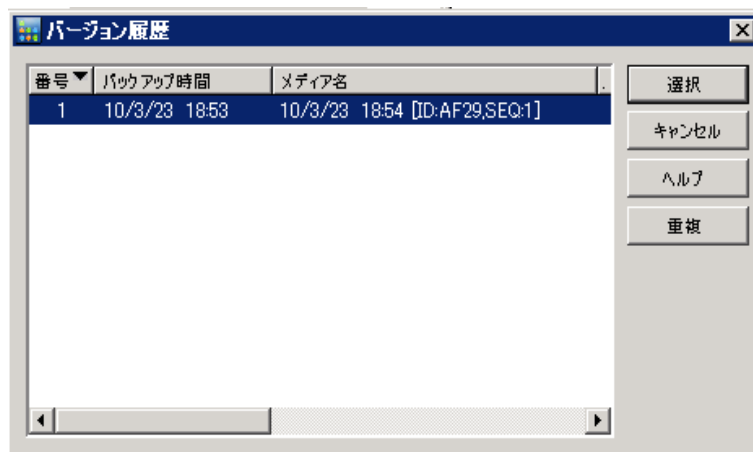 バージョン履歴
番号 バックアップ時間 メディア名
1 10/3/23 18:53 10/3/23 18:54 [ID:AF29,SEQ:1]
選択
キャンセル
ヘルプ
重複